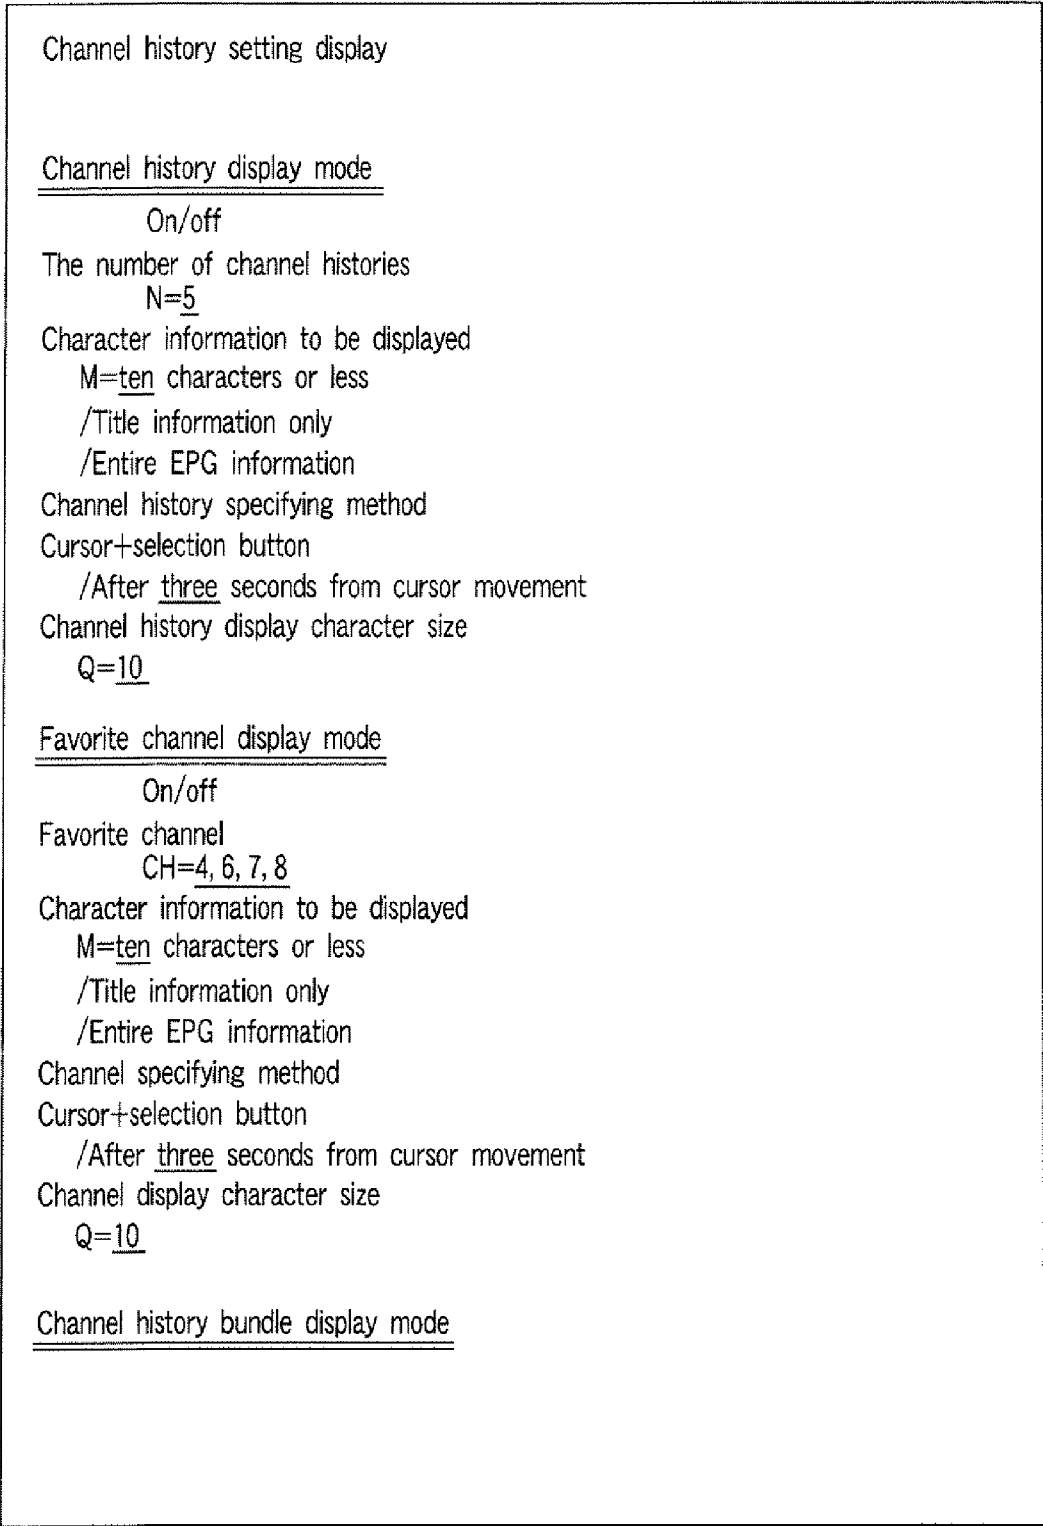 Channel history setting display
Channel history display mode
On/off
The number of channel histories
N=5
Character information to be displayed
M=ten characters or less
/Title information only
/Entire EPG information
Channel history specifying method
Cursor+selection button
/After three seconds from cursor movement
Channel history display character size
Q=10
Favorite channel display mode
On/off
Favorite channel
CH=4, 6, 7, 8
Character information to be displayed
M=ten characters or less
/Title information only
/Entire EPG information
Channel specifying method
Cursor+selection button
/After three seconds from cursor movement
Channel display character size
Q=10
Channel history bundle display mode